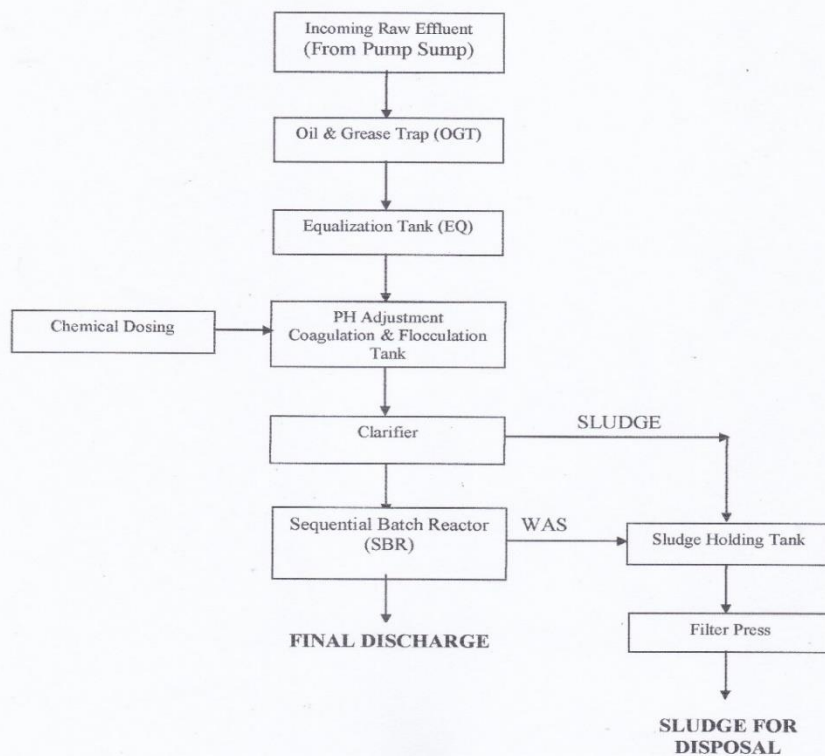 Incoming Raw Effluent
(From Pump Sump)
Oil & Grease Trap (OGT)
Equalization Tank (EQ)
Chemical Dosing
PH Adjustment
Coagulation & Flocculation
Tank
Clarifier
SLUDGE
Sequential Batch Reactor
(SBR)
WAS
Sludge Holding Tank
FINAL DISCHARGE
Filter Press
SLUDGE FOR
DISPOSAL